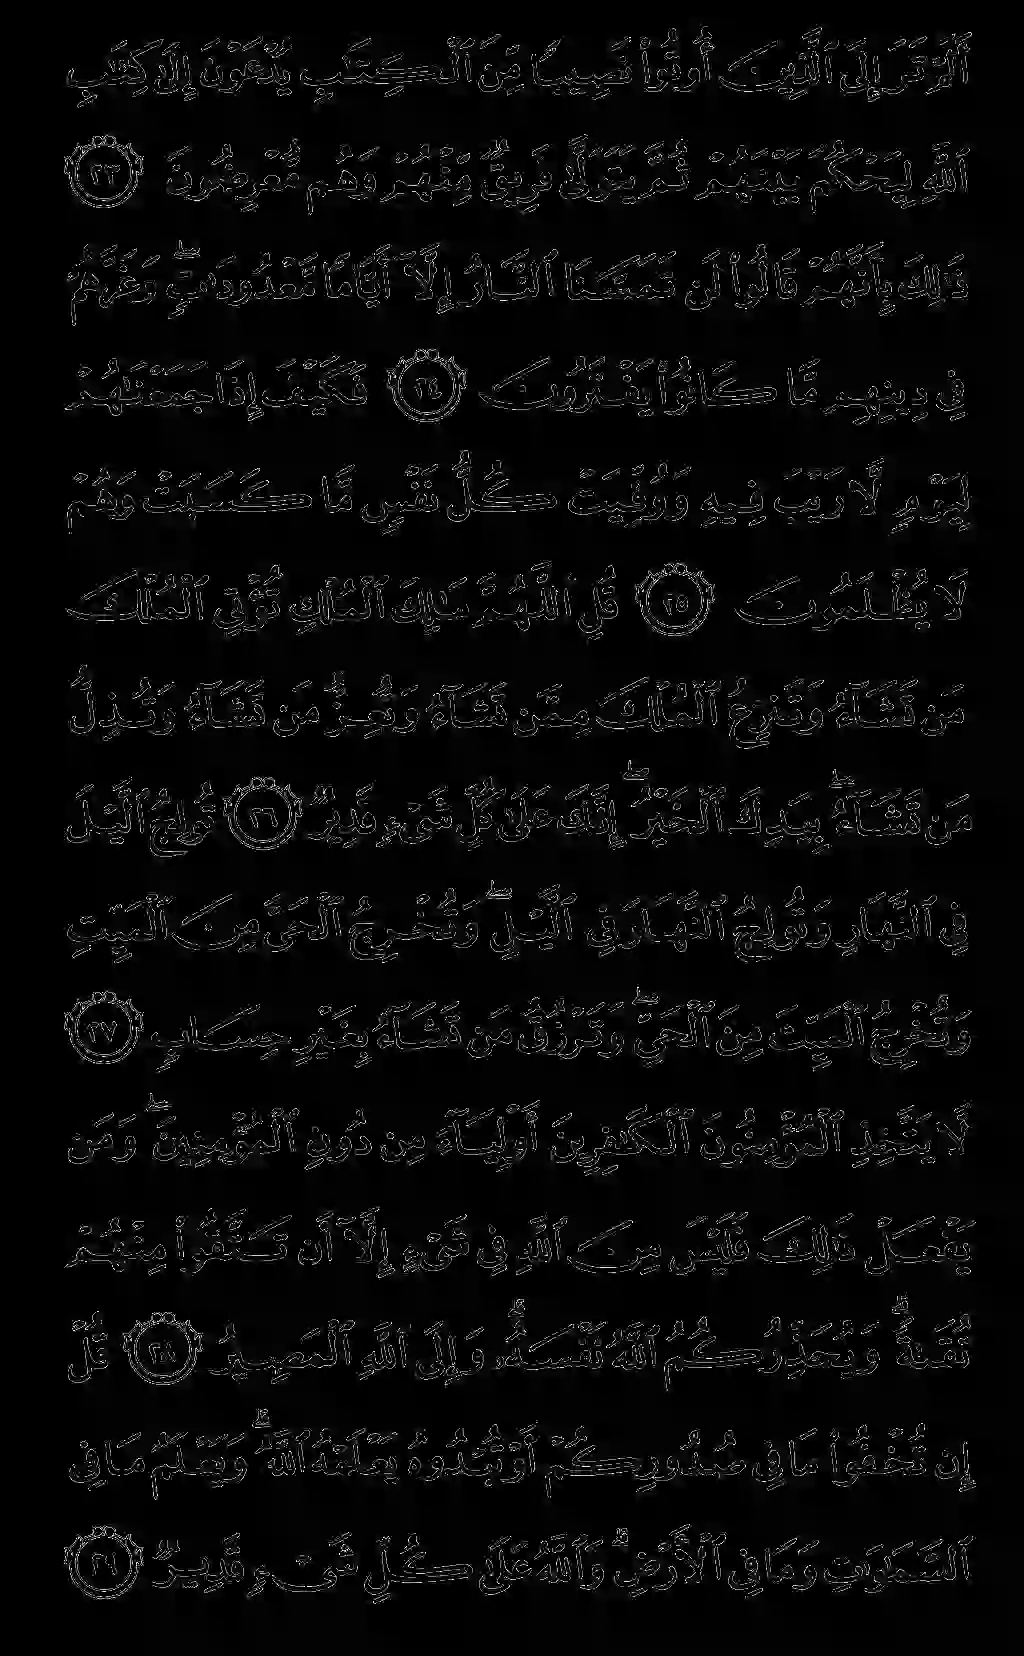 أَلَمْ تَرَ إِلَى ٱلَّذِينَ أُوتُوا۟ نَصِيبًا مِّنَ ٱلْكِتَـٰبِ يُدْعَوْنَ إِلَىٰ كِتَـٰبِ
ٱللَّهِ لِيَحْكُمَ بَيْنَهُمْ ثُمَّ يَتَوَلَّىٰ فَرِيقٌ مِّنْهُمْ وَهُم مُّعْرِضُونَ ٢٣
ذَٰلِكَ بِأَنَّهُمْ قَالُوا۟ لَن تَمَسَّنَا ٱلنَّارُ إِلَّآ أَيَّامًا مَّعْدُودَٰتٍ ۖ وَغَرَّهُمْ
فِى دِينِهِم مَّا كَانُوا۟ يَفْتَرُونَ ٢٤ فَكَيْفَ إِذَا جَمَعْنَـٰهُمْ
لِيَوْمٍ لَّا رَيْبَ فِيهِ وَوُفِّيَتْ كُلُّ نَفْسٍ مَّا كَسَبَتْ وَهُمْ
لَا يُظْلَمُونَ ٢٥ قُلِ ٱللَّهُمَّ مَـٰلِكَ ٱلْمُلْكِ تُؤْتِى ٱلْمُلْكَ
مَن تَشَآءُ وَتَنزِعُ ٱلْمُلْكَ مِمَّن تَشَآءُ وَتُعِزُّ مَن تَشَآءُ وَتُذِلُّ
مَن تَشَآءُ ۖ بِيَدِكَ ٱلْخَيْرُ ۖ إِنَّكَ عَلَىٰ كُلِّ شَىْءٍ قَدِيرٌ ٢٦ تُولِجُ ٱلَّيْلَ
فِى ٱلنَّهَارِ وَتُولِجُ ٱلنَّهَارَ فِى ٱلَّيْلِ ۖ وَتُخْرِجُ ٱلْحَىَّ مِنَ ٱلْمَيِّتِ
وَتُخْرِجُ ٱلْمَيِّتَ مِنَ ٱلْحَىِّ ۖ وَتَرْزُقُ مَن تَشَآءُ بِغَيْرِ حِسَابٍ ٢٧
لَّا يَتَّخِذِ ٱلْمُؤْمِنُونَ ٱلْكَـٰفِرِينَ أَوْلِيَآءَ مِن دُونِ ٱلْمُؤْمِنِينَ ۖ وَمَن
يَفْعَلْ ذَٰلِكَ فَلَيْسَ مِنَ ٱللَّهِ فِى شَىْءٍ إِلَّآ أَن تَتَّقُوا۟ مِنْهُمْ
تُقَىٰةً ۗ وَيُحَذِّرُكُمُ ٱللَّهُ نَفْسَهُۥ ۗ وَإِلَى ٱللَّهِ ٱلْمَصِيرُ ٢٨ قُلْ
إِن تُخْفُوا۟ مَا فِى صُدُورِكُمْ أَوْ تُبْدُوهُ يَعْلَمْهُ ٱللَّهُ ۗ وَيَعْلَمُ مَا فِى
ٱلسَّمَـٰوَٰتِ وَمَا فِى ٱلْأَرْضِ ۗ وَٱللَّهُ عَلَىٰ كُلِّ شَىْءٍ قَدِيرٌ ٢٩